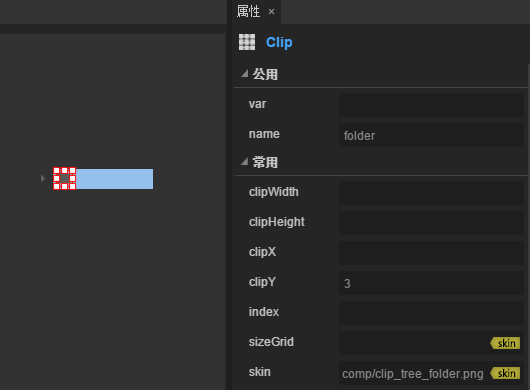 属性 ×
Clip
公用
var
name folder
常用
clipWidth
clipHeight
clipX
clipY 3
index
sizeGrid skin
skin comp/clip_tree_folder.png skin